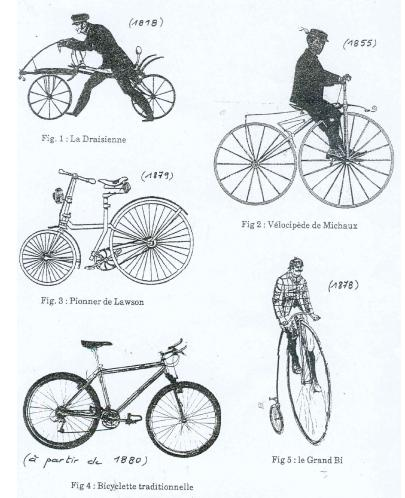 (1818)
Fig. 1 : La Draisienne
(1855)
Fig 2 : Vélocipède de Michaux
(1879)
Fig. 3 : Pionner de Lawson
(1878)
Fig 5 : le Grand Bi
(à partir de 1880)
Fig 4 : Bicyclette traditionnelle